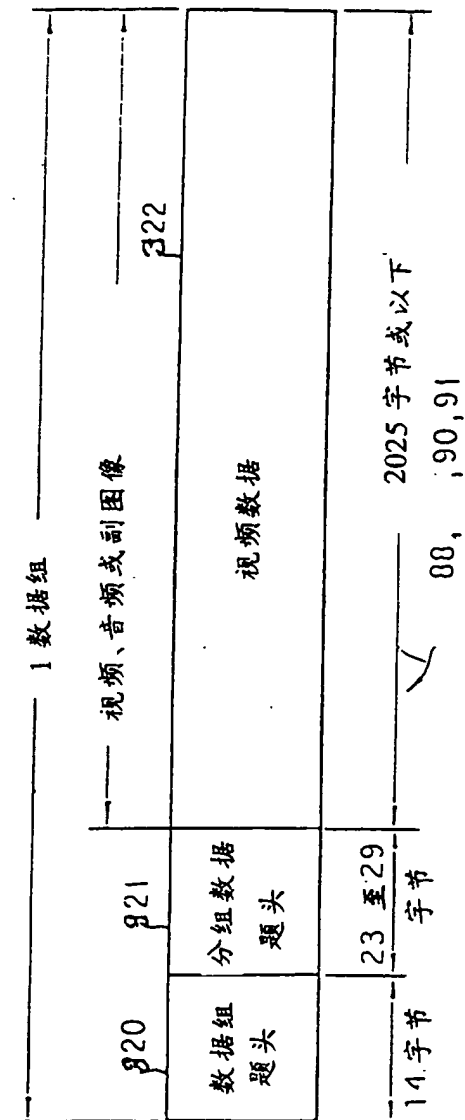 1 数据组
视频、音频或副图像
320
321
322
数据组
题头
分组数据
题头
视频数据
14 字节
23 至 29
字节
2025 字节或以下
88, ,90,91